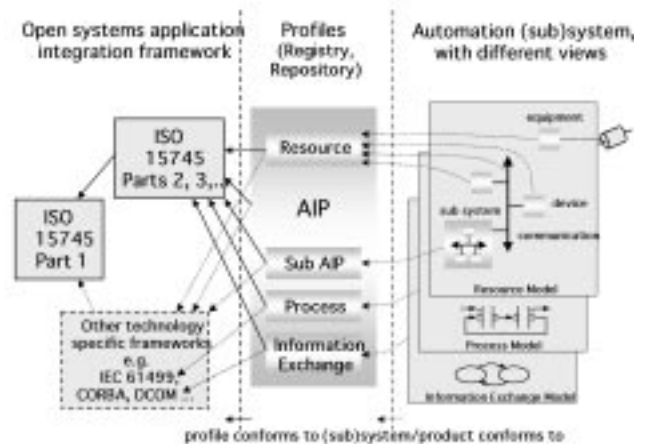 Open systems application
integration framework
Profiles
(Registry,
Repository)
Automation (sub)system,
with different views
ISO
15745
Parts 2, 3,..
ISO
15745
Part 1
Other technology
specific frameworks
e.g.
IEC 61499,
CORBA, DCOM ...
Resource
AIP
Sub AIP
Process
Information
Exchange
equipment
device
sub system
communication
Resource Model
Process Model
Information Exchange Model
profile conforms to (sub)system/product conforms to